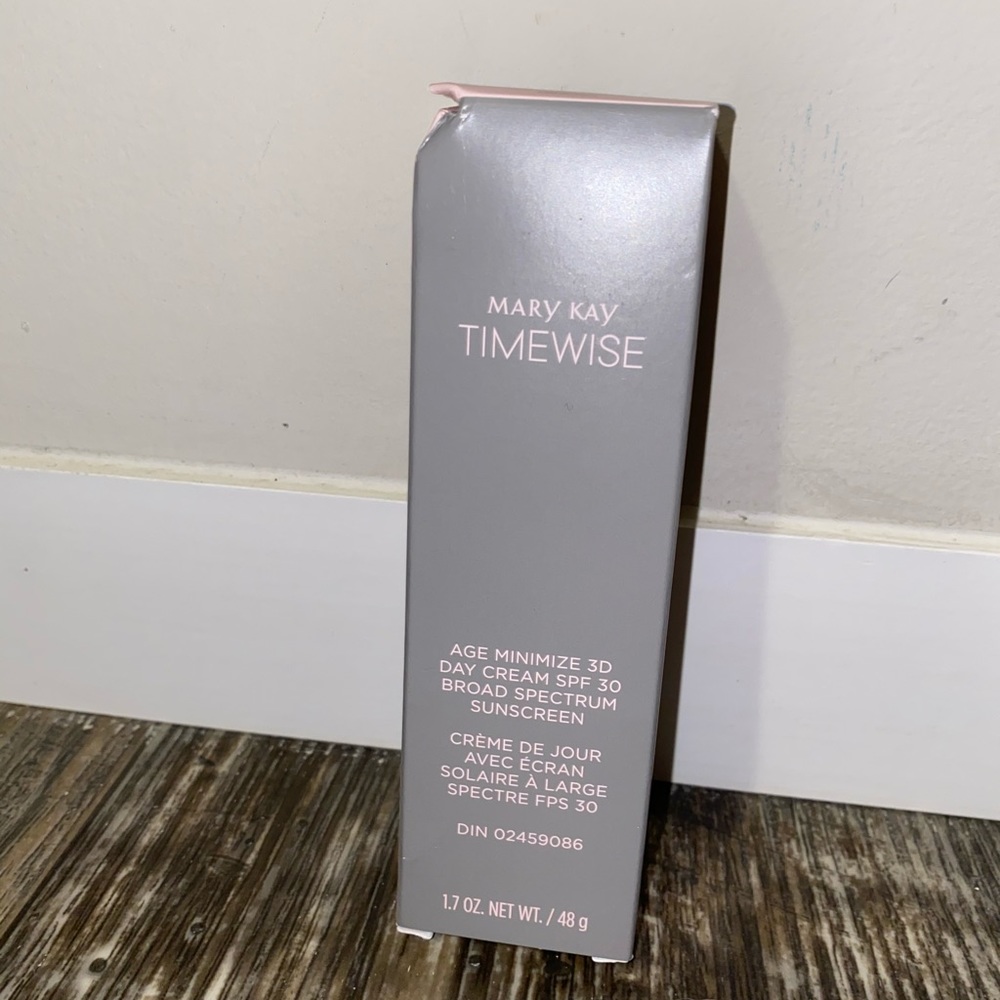 MARY KAY
TIMEWISE
AGE MINIMIZE 3D
DAY CREAM SPF 30
BROAD SPECTRUM
SUNSCREEN
CRÈME DE JOUR
AVEC ÉCRAN
SOLAIRE À LARGE
SPECTRE FPS 30
DIN 02459086
1.7 OZ. NET WT. / 48 g